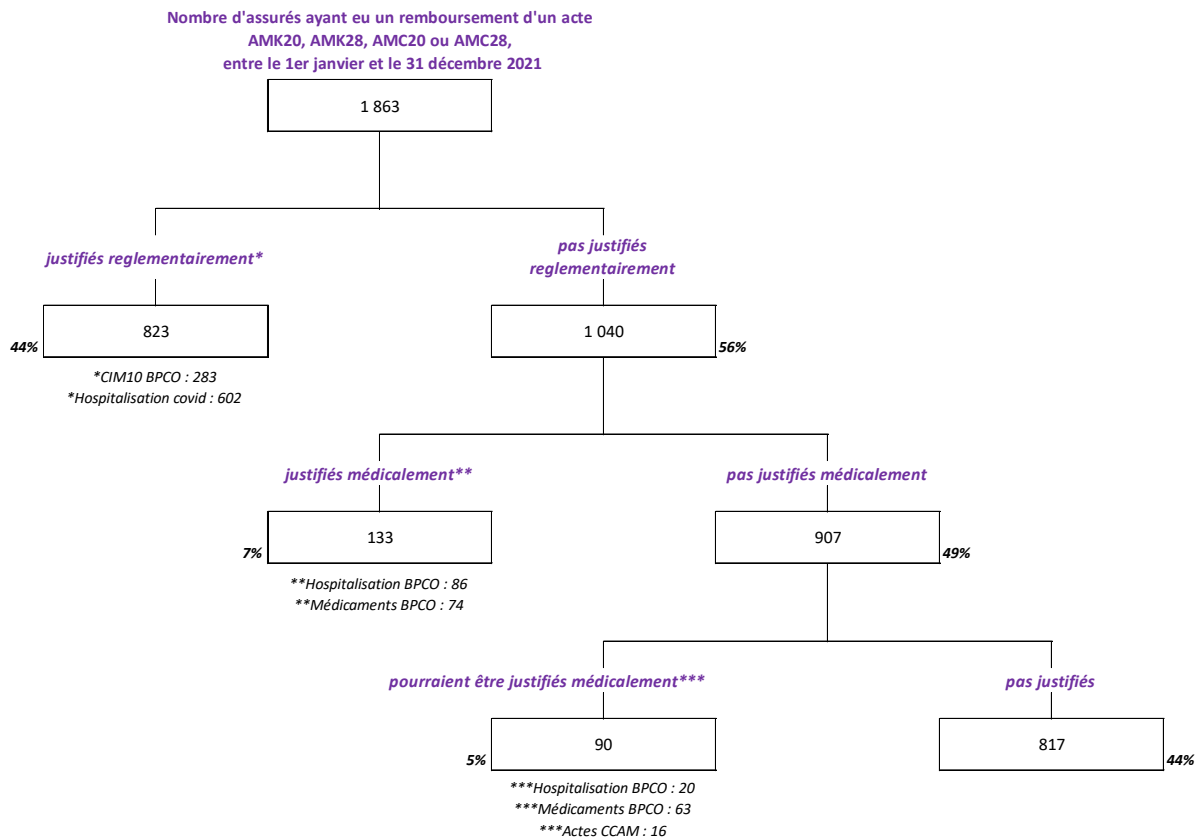 Nombre d'assurés ayant eu un remboursement d'un acte
AMK20, AMK28, AMC20 ou AMC28,
entre le 1er janvier et le 31 décembre 2021
1 863
justifiés reglementairement*
pas justifiés
reglementairement
823
44%
1 040
56%
*CIM10 BPCO : 283
*Hospitalisation covid : 602
justifiés médicalement**
pas justifiés médicalement
133
7%
907
49%
**Hospitalisation BPCO : 86
**Médicaments BPCO : 74
pourraient être justifiés médicalement***
pas justifiés
90
5%
817
44%
***Hospitalisation BPCO : 20
***Médicaments BPCO : 63
***Actes CCAM : 16